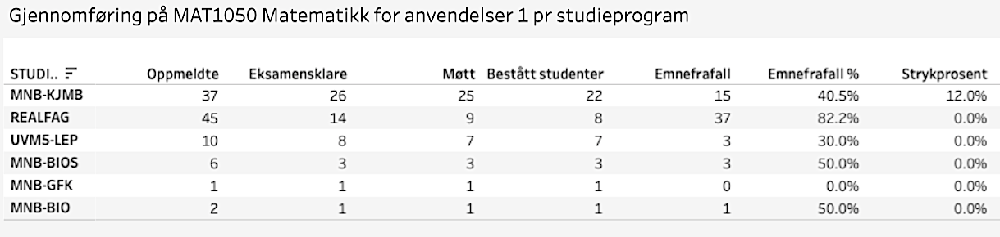 Gjennomføring på MAT1050 Matematikk for anvendelser 1 pr studieprogram
STUDI.. Oppmeldte Eksamensklare Møtt Bestått studenter Emnefrafall Emnefrafall % Strykprosent
MNB-KJMB 37 26 25 22 15 40.5% 12.0%
REALFAG 45 14 9 8 37 82.2% 0.0%
UVM5-LEP 10 8 7 7 3 30.0% 0.0%
MNB-BIOS 6 3 3 3 3 50.0% 0.0%
MNB-GFK 1 1 1 1 0 0.0% 0.0%
MNB-BIO 2 1 1 1 1 50.0% 0.0%